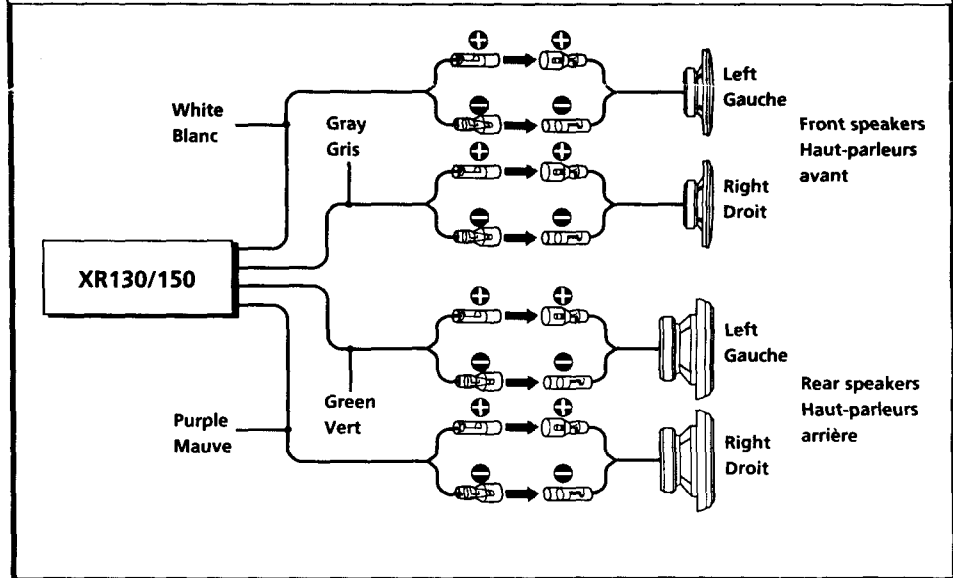 White
Blanc
Gray
Gris
Left
Gauche
Front speakers
Haut-parleurs
avant
Right
Droit
XR130/150
Left
Gauche
Rear speakers
Haut-parleurs
arrière
Green
Vert
Purple
Mauve
Right
Droit